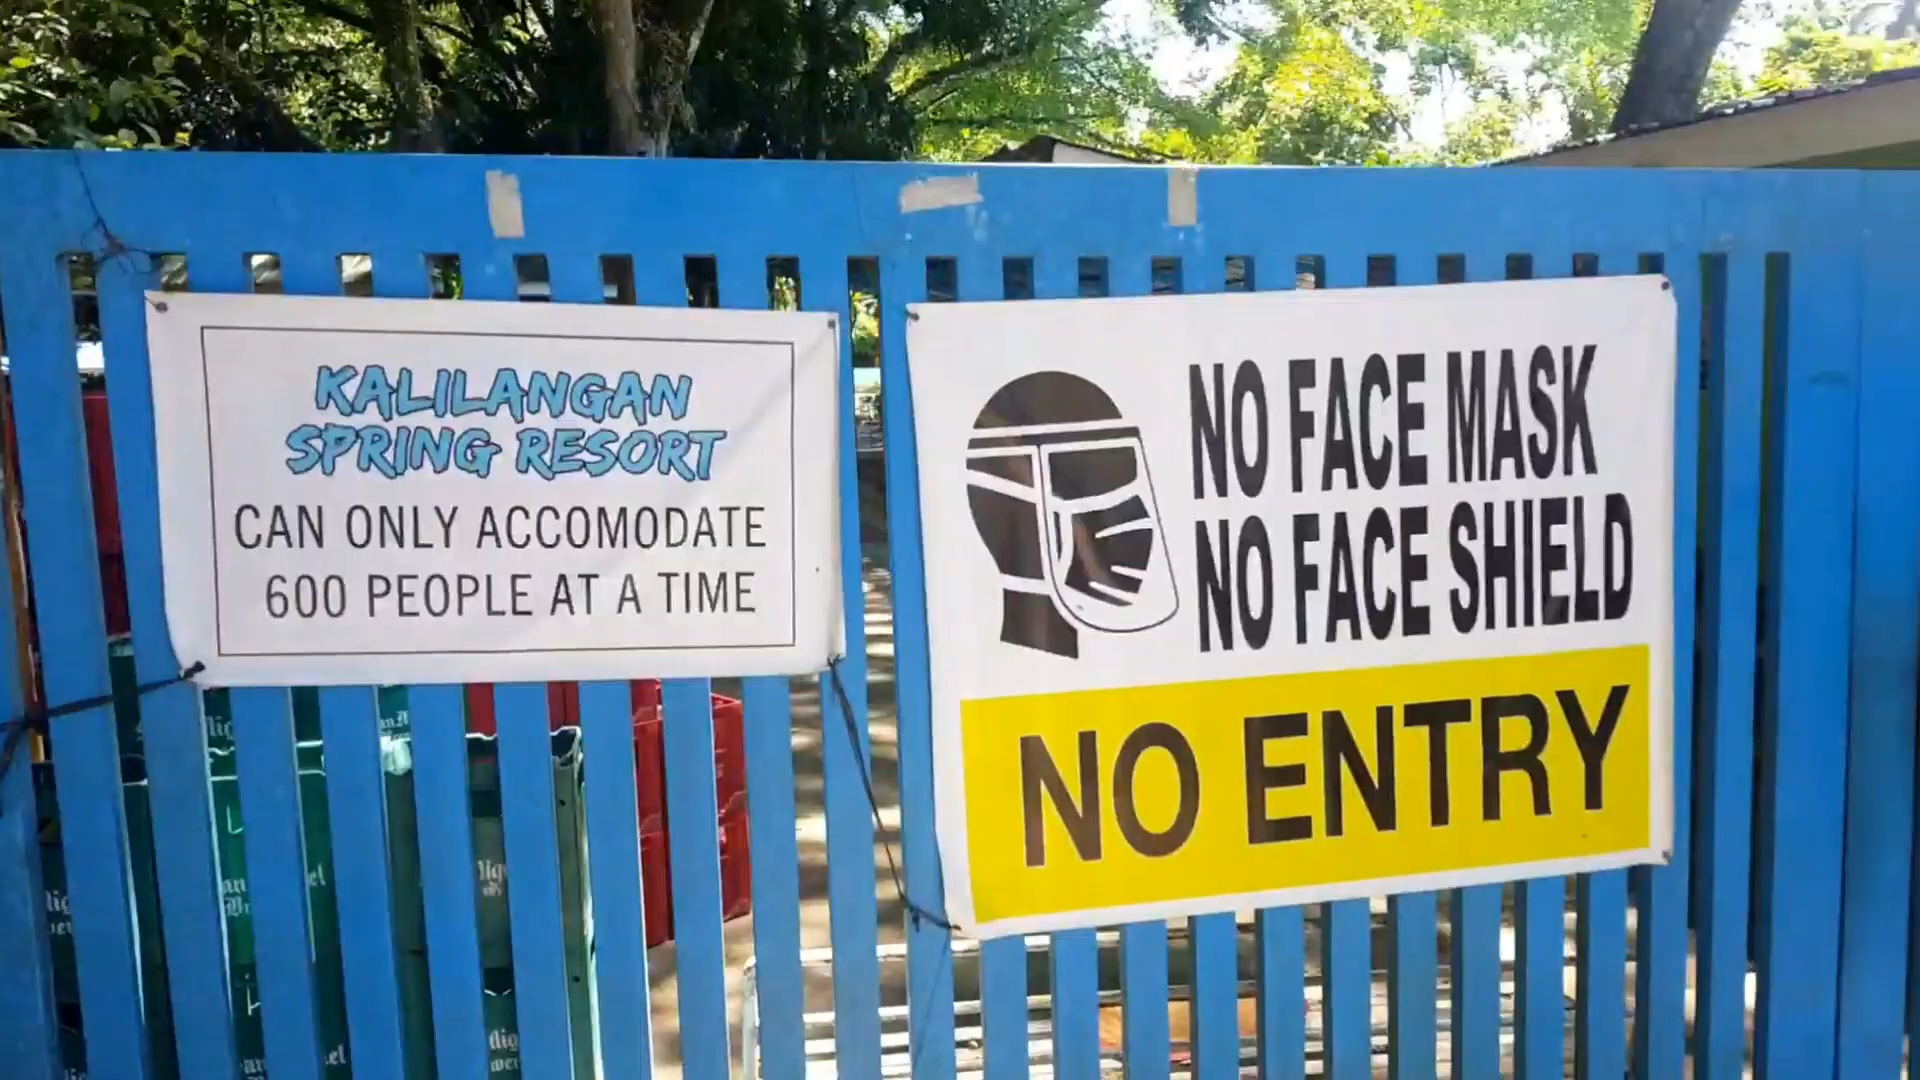 KALILANGAN
SPRING RESORT
CAN ONLY ACCOMODATE
600 PEOPLE AT A TIME
NO FACE MASK
NO FACE SHIELD
NO ENTRY